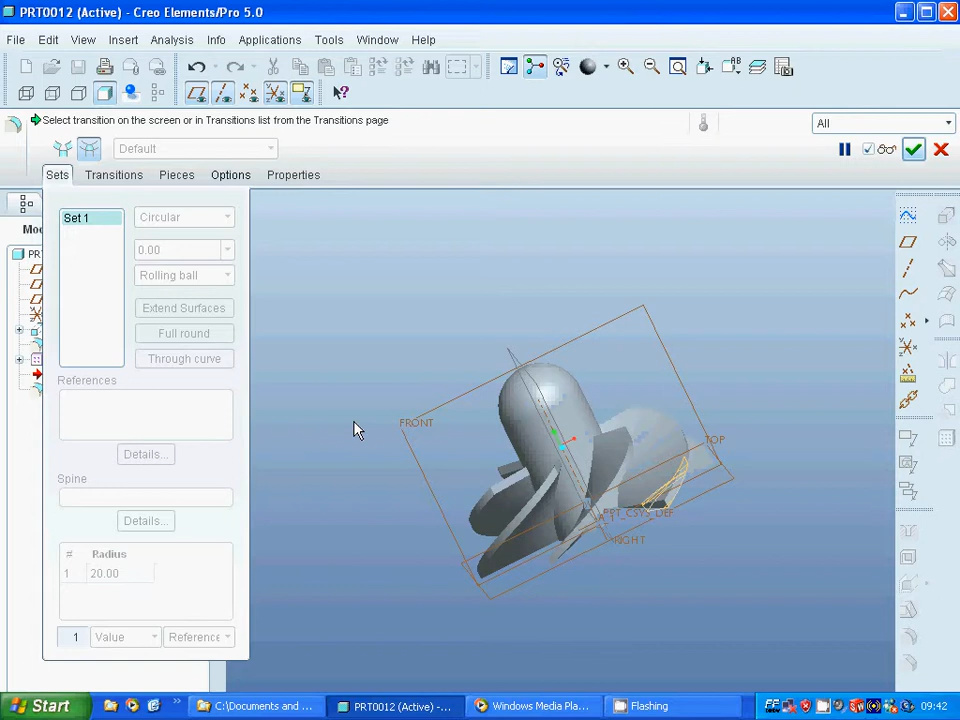 PRT0012 (Active) - Creo Elements/Pro 5.0
File Edit View Insert Analysis Info Applications Tools Window Help
Select transition on the screen or in Transitions list from the Transitions page
All
Default
Sets Transitions Pieces Options Properties
Set 1
Circular
0.00
Rolling ball
Extend Surfaces
Full round
Through curve
References
Details...
Spine
Details...
# Radius
1 20.00
1 Value Reference
Mo
PR
FRONT
TOP
PRT_CSYS_DEF
RIGHT
Start
C:\Documents and ...
PRT0012 (Active) -...
Windows Media Pla...
Flashing
09:42